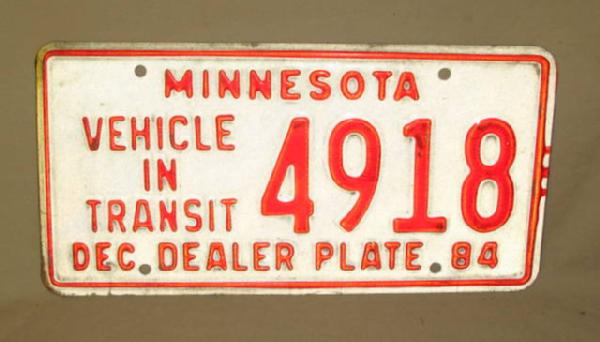 MINNESOTA
VEHICLE
IN
TRANSIT
4918
DEC. DEALER PLATE 84